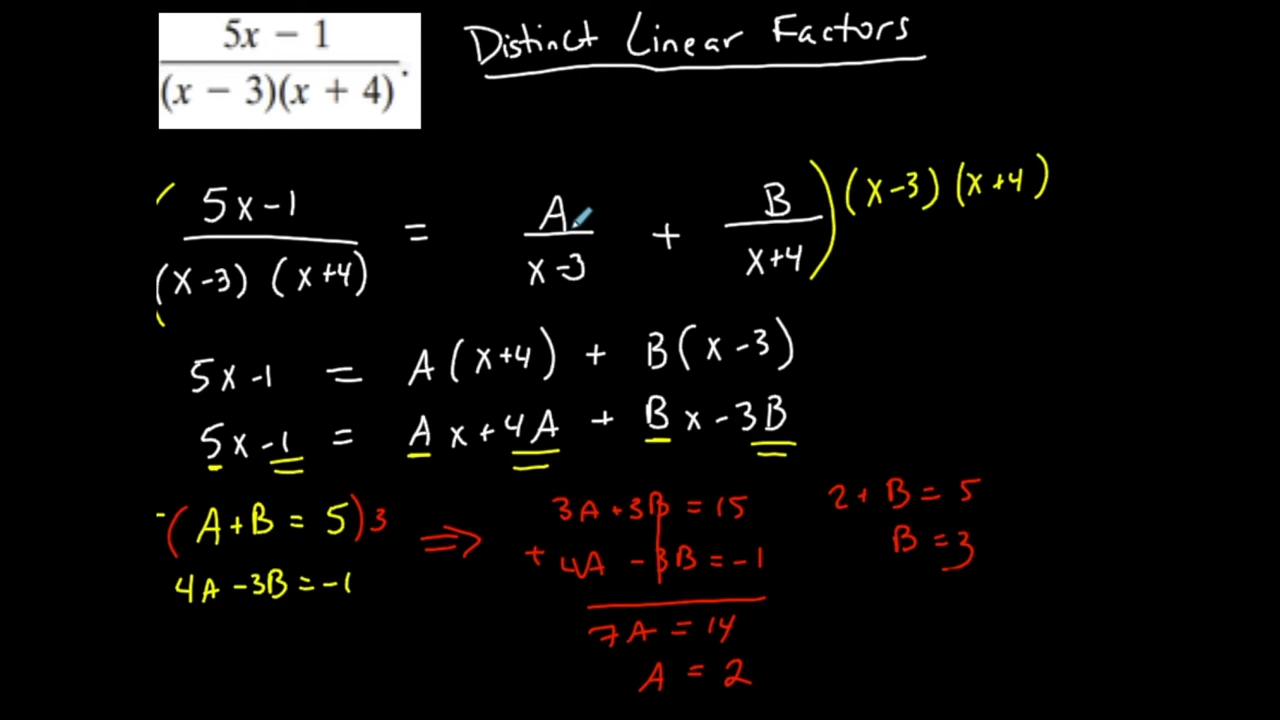 5x − 1
(x − 3)(x + 4) .
Distinct Linear Factors
( 5x-1 / (x-3) (x+4) = A / x-3 + B / x+4 ) (x-3) (x+4)
5x-1 = A(x+4) + B(x-3)
5x-1 = Ax+4A + Bx-3B
(A+B = 5)3
4A-3B=-1
⇒
3A+3B = 15
+ 4A -3B = -1
7A = 14
A = 2
2+B = 5
B = 3